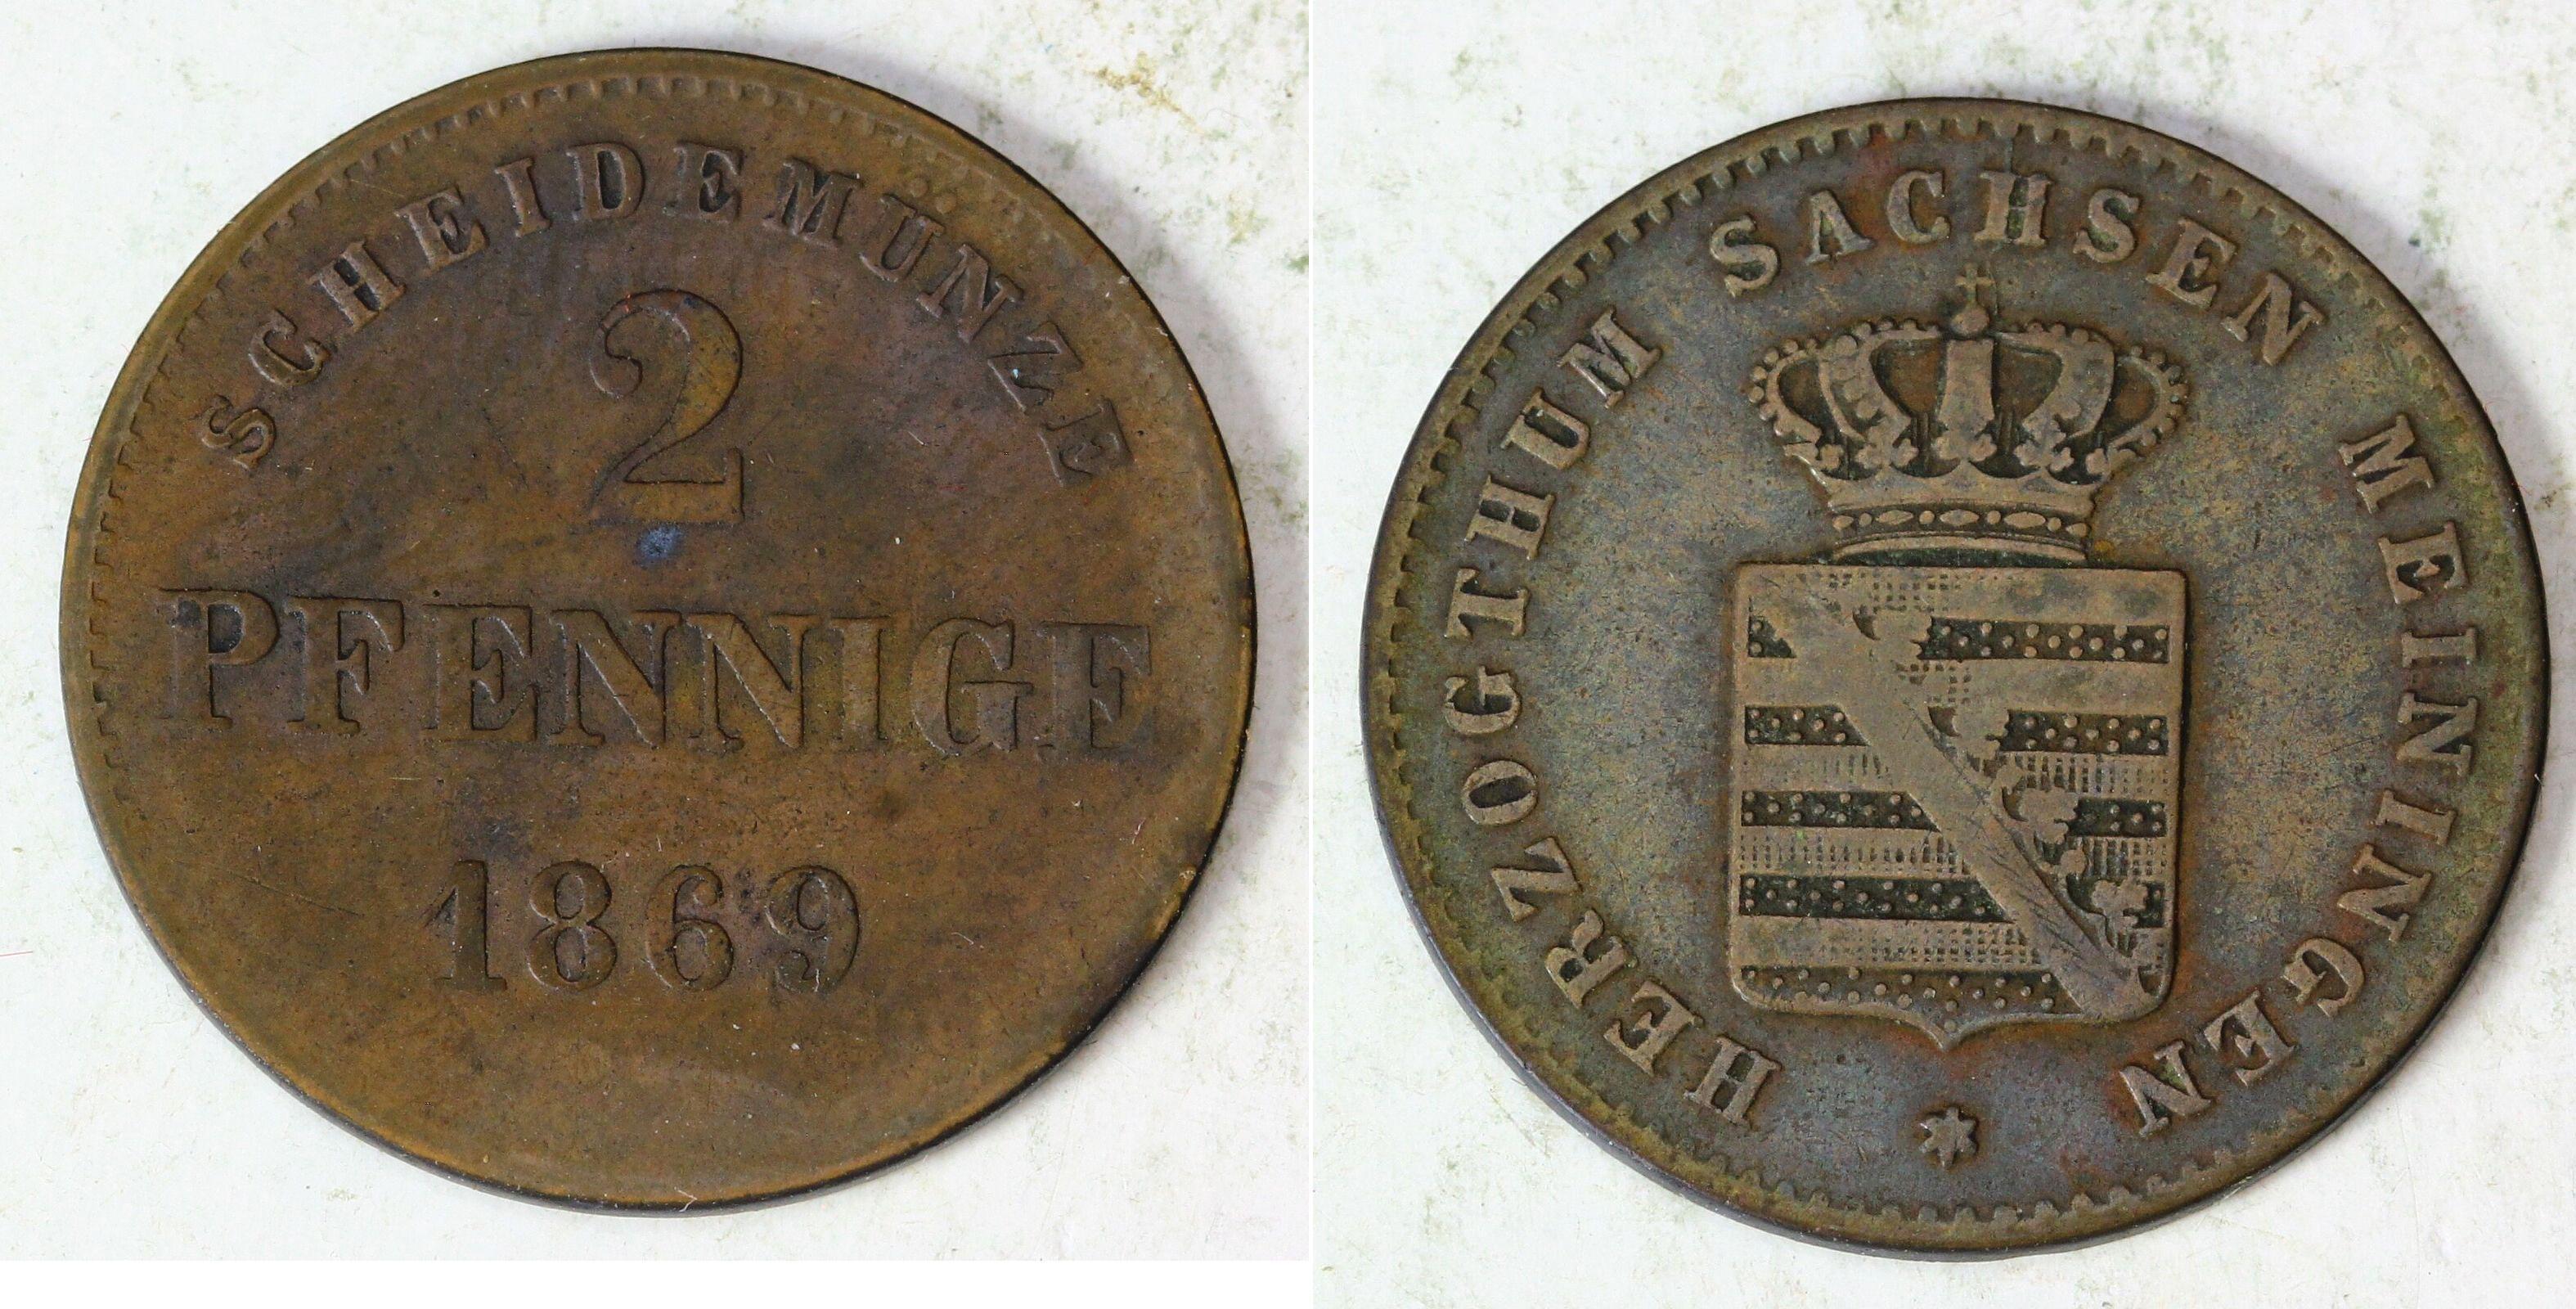 SCHEIDEMÜNZE
2
PFENNIGE
1869
HERZOGTHUM SACHSEN MEININGEN